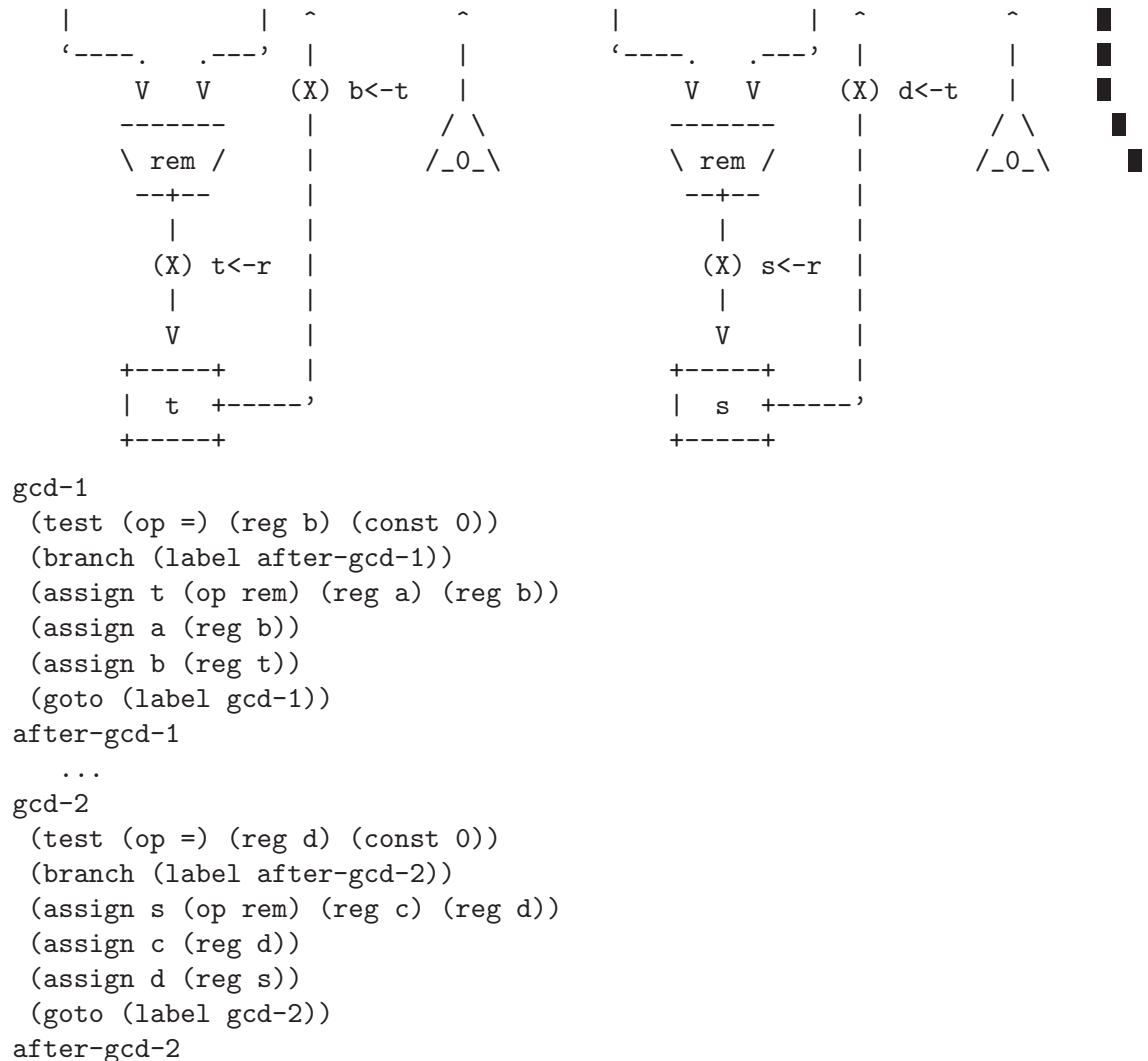 |            |  ^         ^         |            |  ^         ^
   ‘----.   .---’  |         |         ‘----.   .---’  |         |
        V   V     (X) b<-t   |              V   V     (X) d<-t   |
       -------     |        / \            -------     |        / \
       \ rem /     |       /_0_\           \ rem /     |       /_0_\
        --+--      |                        --+--      |
          |        |                          |        |
         (X) t<-r  |                         (X) s<-r  |
          |        |                          |        |
          V        |                          V        |
       +-----+     |                       +-----+     |
       |  t  +-----’                       |  s  +-----’
       +-----+                             +-----+
gcd-1
 (test (op =) (reg b) (const 0))
 (branch (label after-gcd-1))
 (assign t (op rem) (reg a) (reg b))
 (assign a (reg b))
 (assign b (reg t))
 (goto (label gcd-1))
after-gcd-1
   ...
gcd-2
 (test (op =) (reg d) (const 0))
 (branch (label after-gcd-2))
 (assign s (op rem) (reg c) (reg d))
 (assign c (reg d))
 (assign d (reg s))
 (goto (label gcd-2))
after-gcd-2